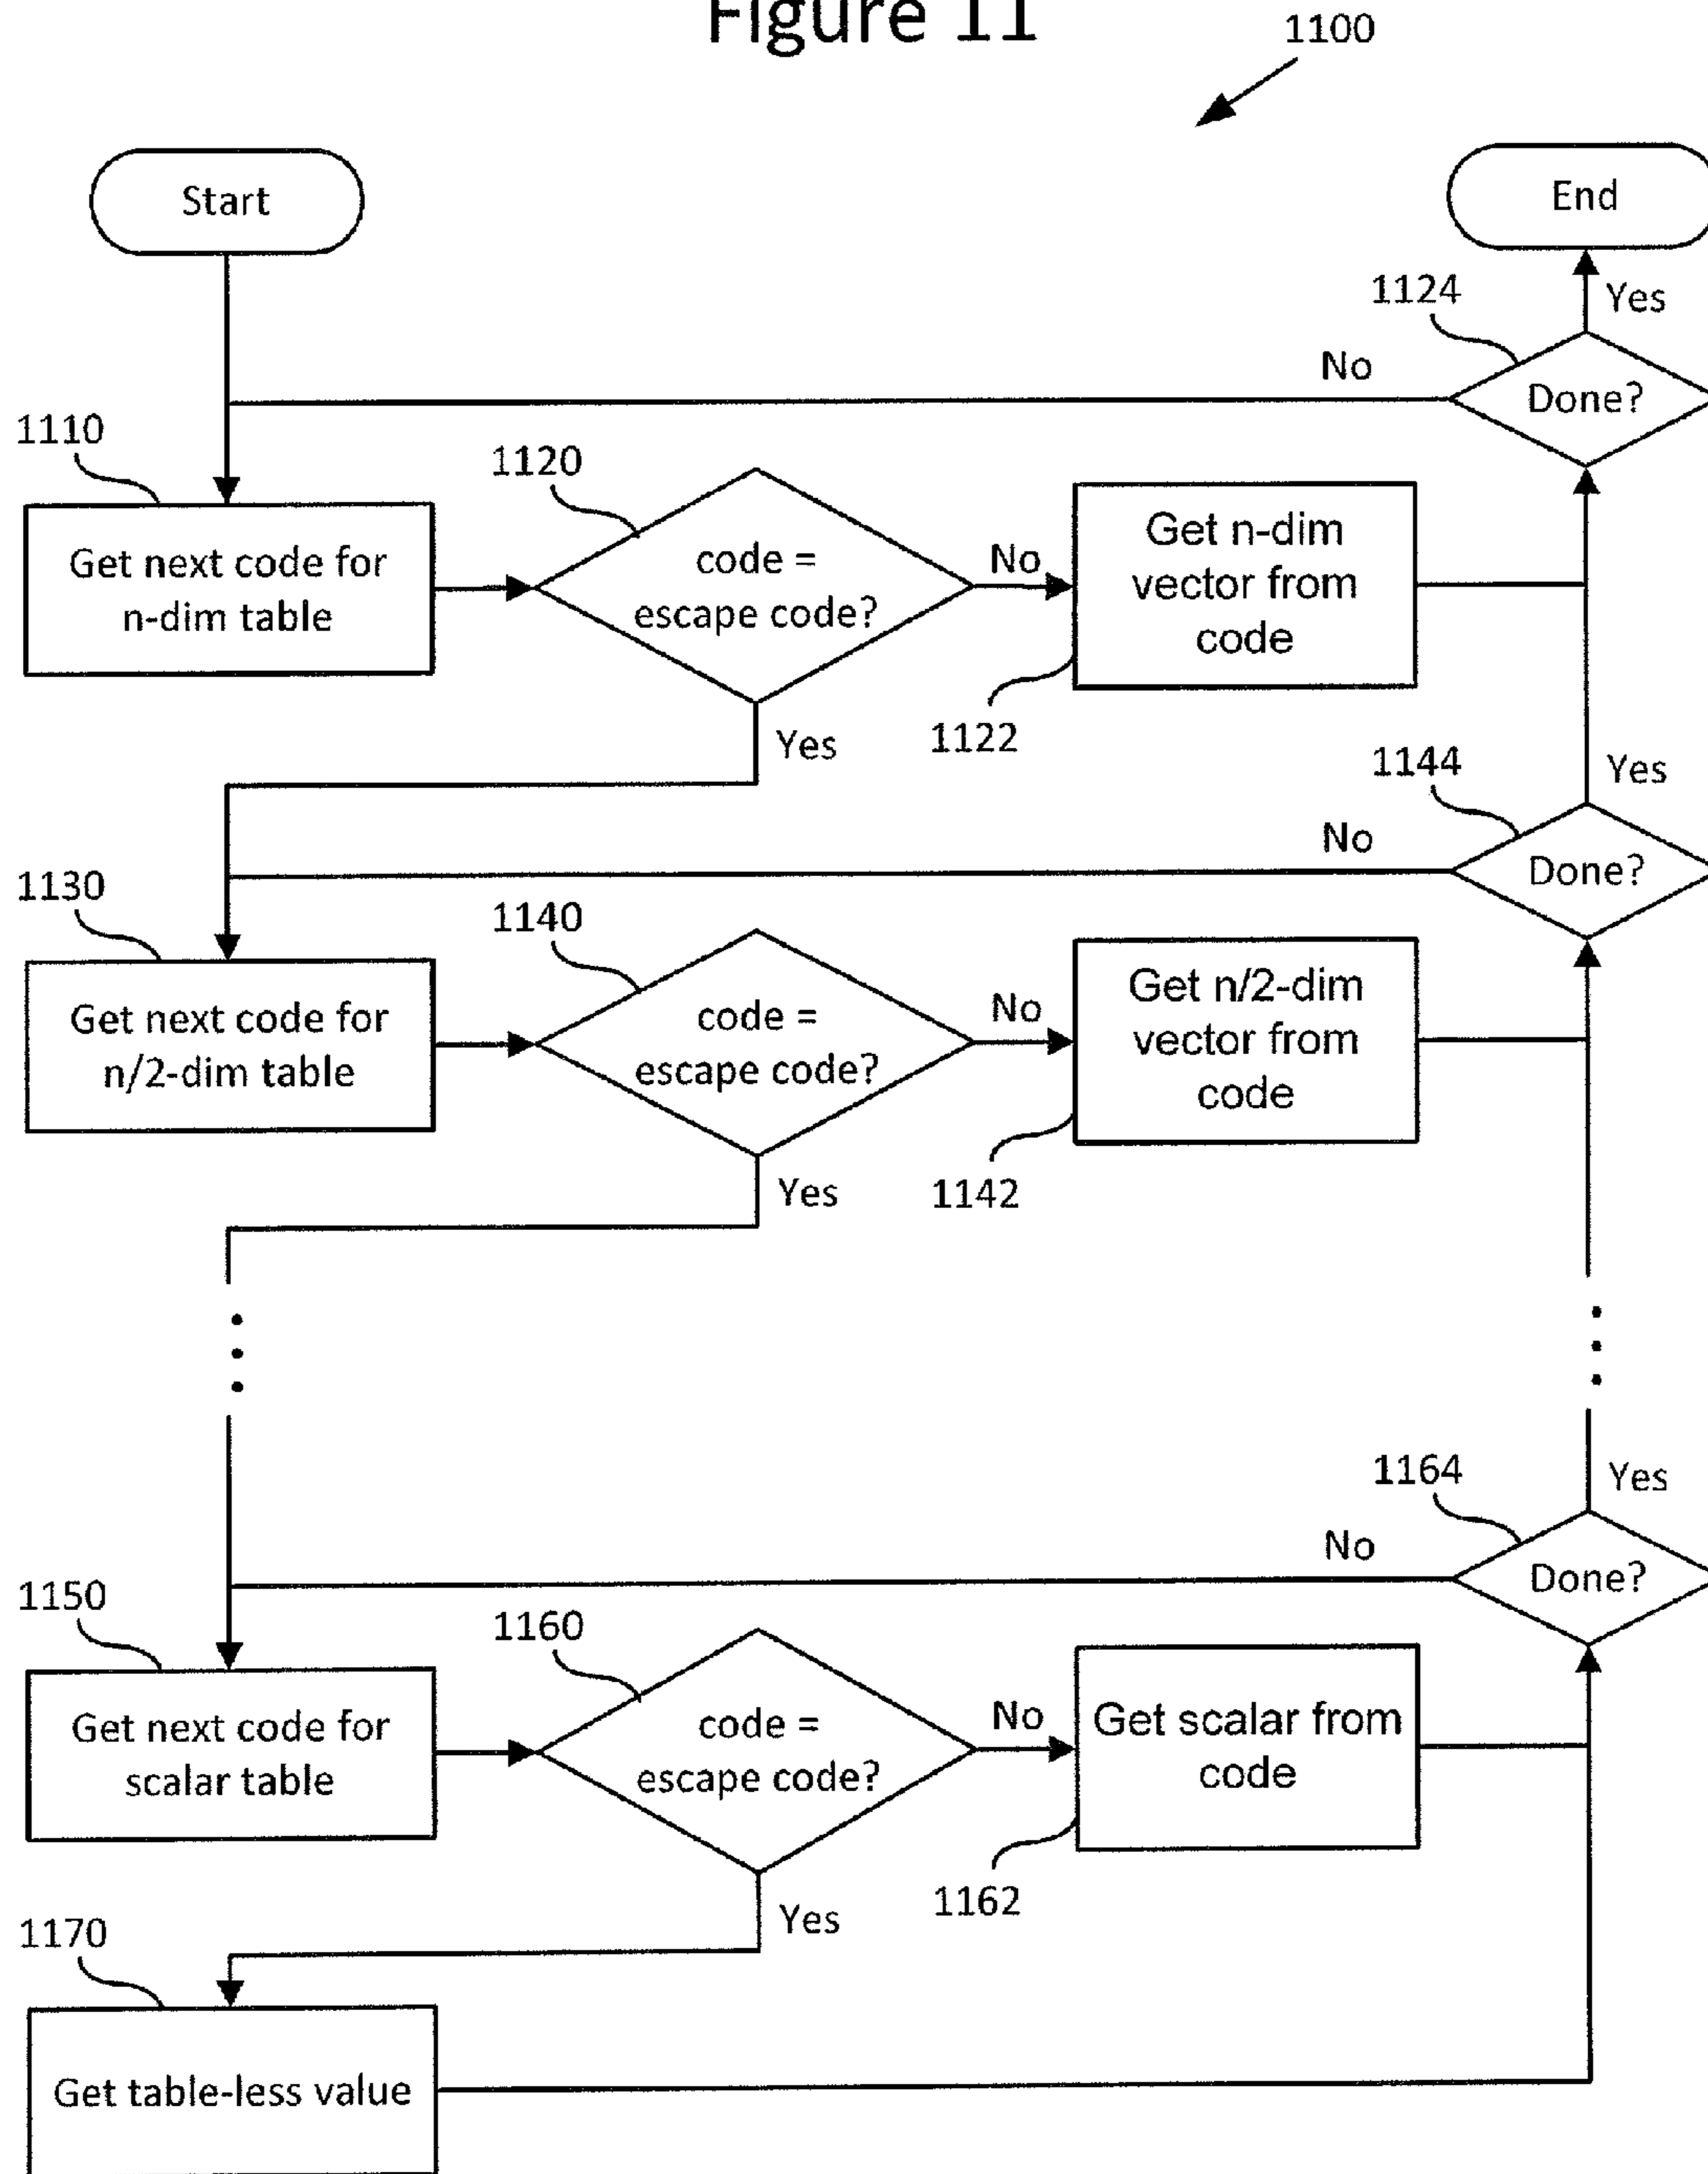 Figure 11
1100
Start
End
1124
Yes
No
Done?
1110
1120
Get next code for
n-dim table
code =
escape code?
No
Get n-dim
vector from
code
1122
Yes
1144
Yes
No
Done?
1130
1140
Get next code for
n/2-dim table
code =
escape code?
No
Get n/2-dim
vector from
code
1142
Yes
1164
Yes
No
Done?
1150
1160
Get next code for
scalar table
code =
escape code?
No
Get scalar from
code
1162
Yes
1170
Get table-less value